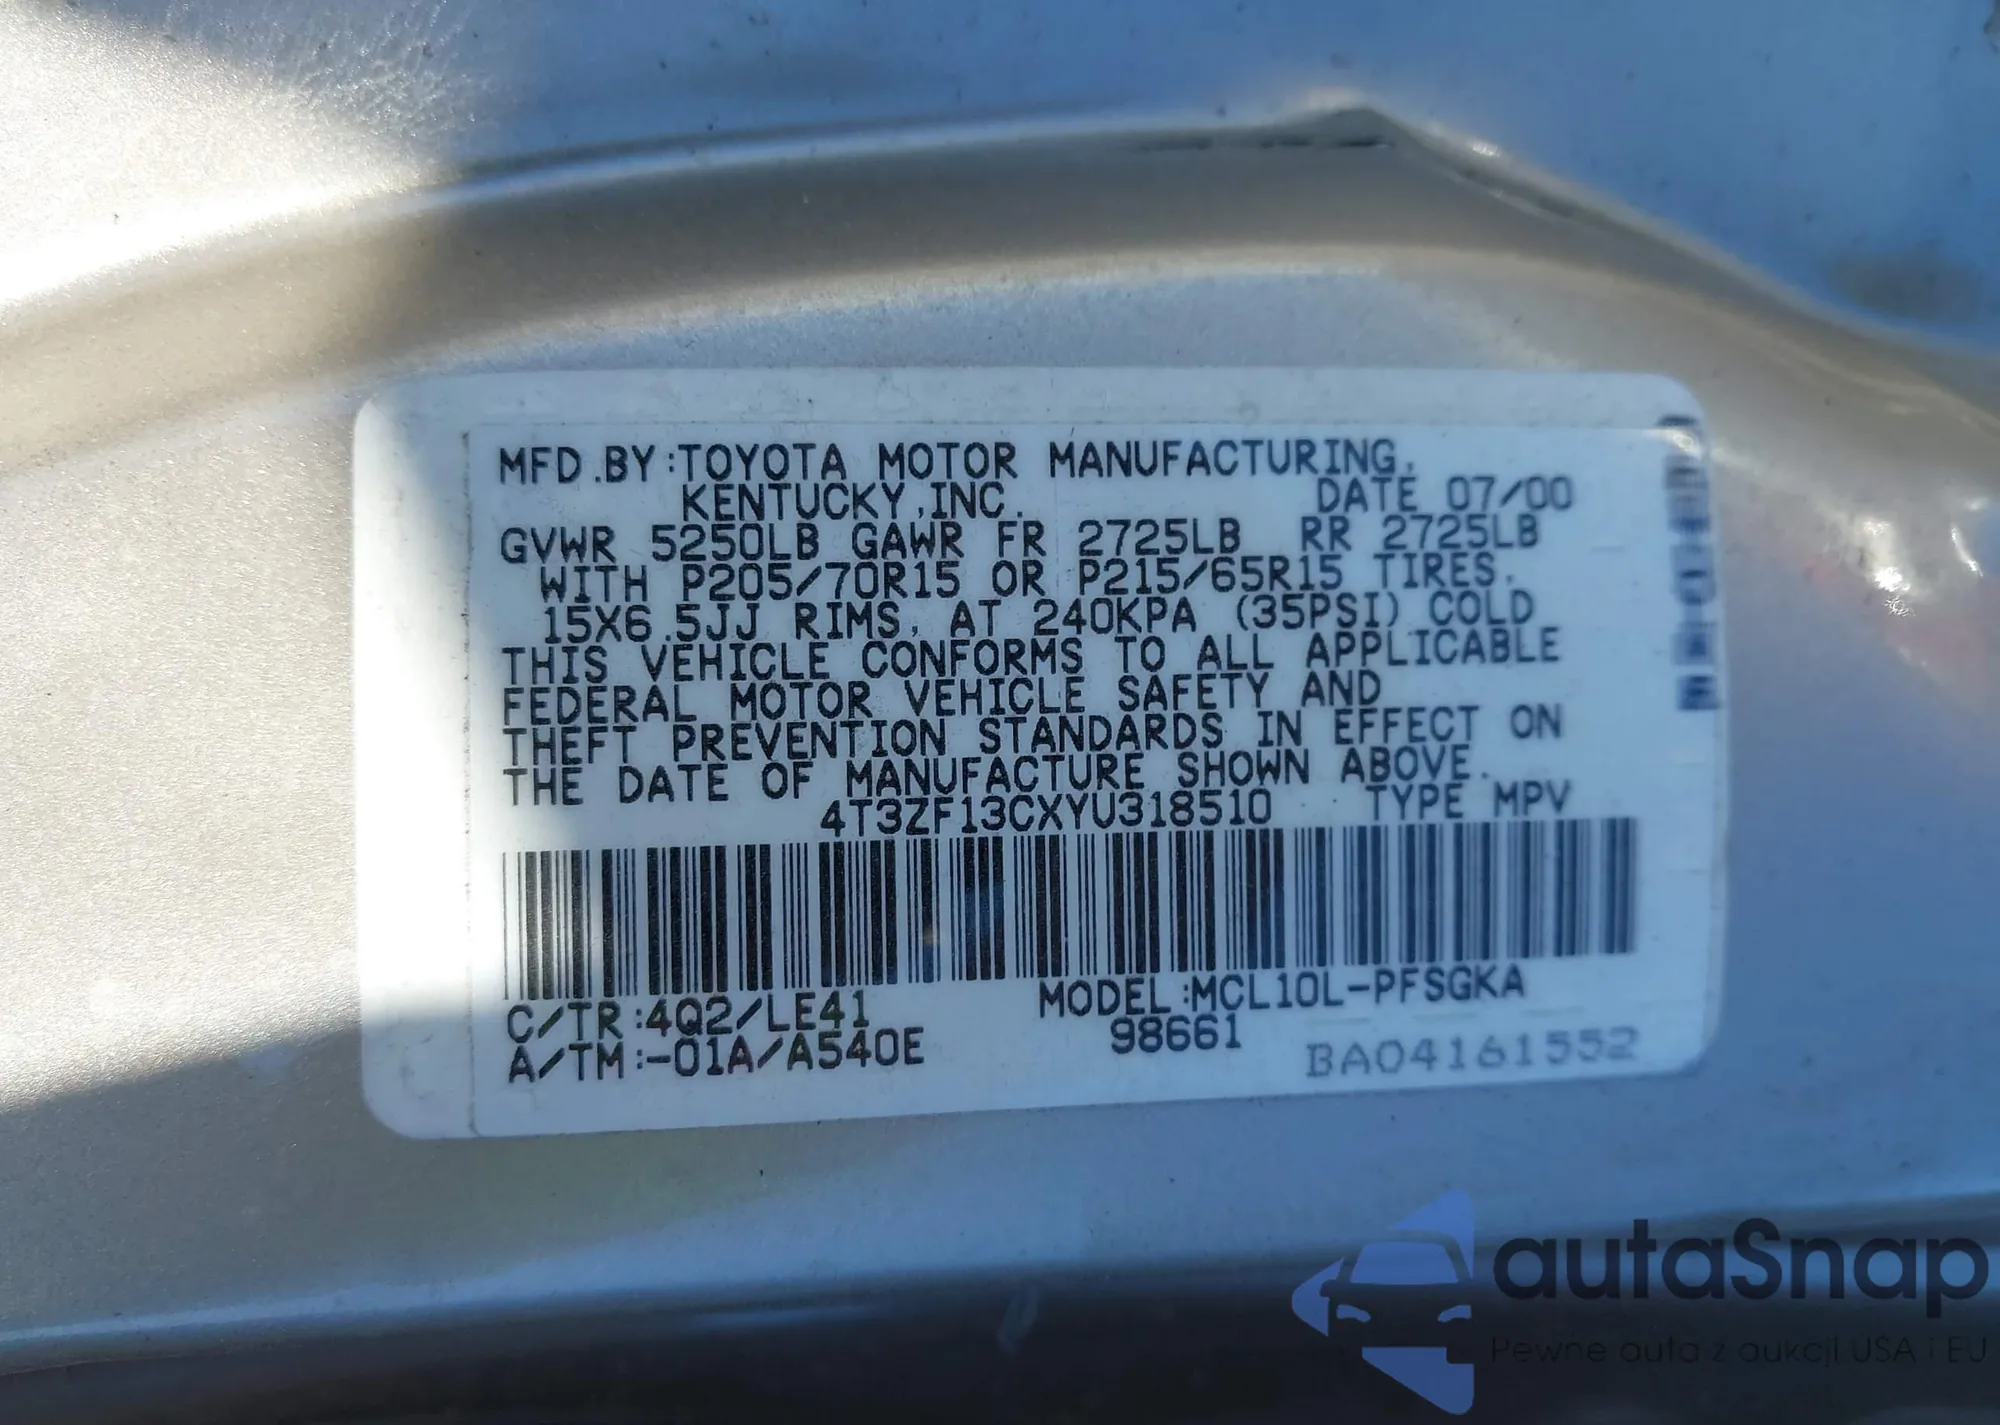 MFD.BY:TOYOTA MOTOR MANUFACTURING,
KENTUCKY,INC. DATE 07/00
GVWR 5250LB GAWR FR 2725LB RR 2725LB
WITH P205/70R15 OR P215/65R15 TIRES,
15X6.5JJ RIMS, AT 240KPA (35PSI) COLD
THIS VEHICLE CONFORMS TO ALL APPLICABLE
FEDERAL MOTOR VEHICLE SAFETY AND
THEFT PREVENTION STANDARDS IN EFFECT ON
THE DATE OF MANUFACTURE SHOWN ABOVE.
4T3ZF13CXYU318510 TYPE MPV
C/TR:4Q2/LE41 MODEL:MCL10L-PFSGKA
A/TM:-01A/A540E 98661
BA04161552
autaSnap
Pewne auta z aukcji USA i EU